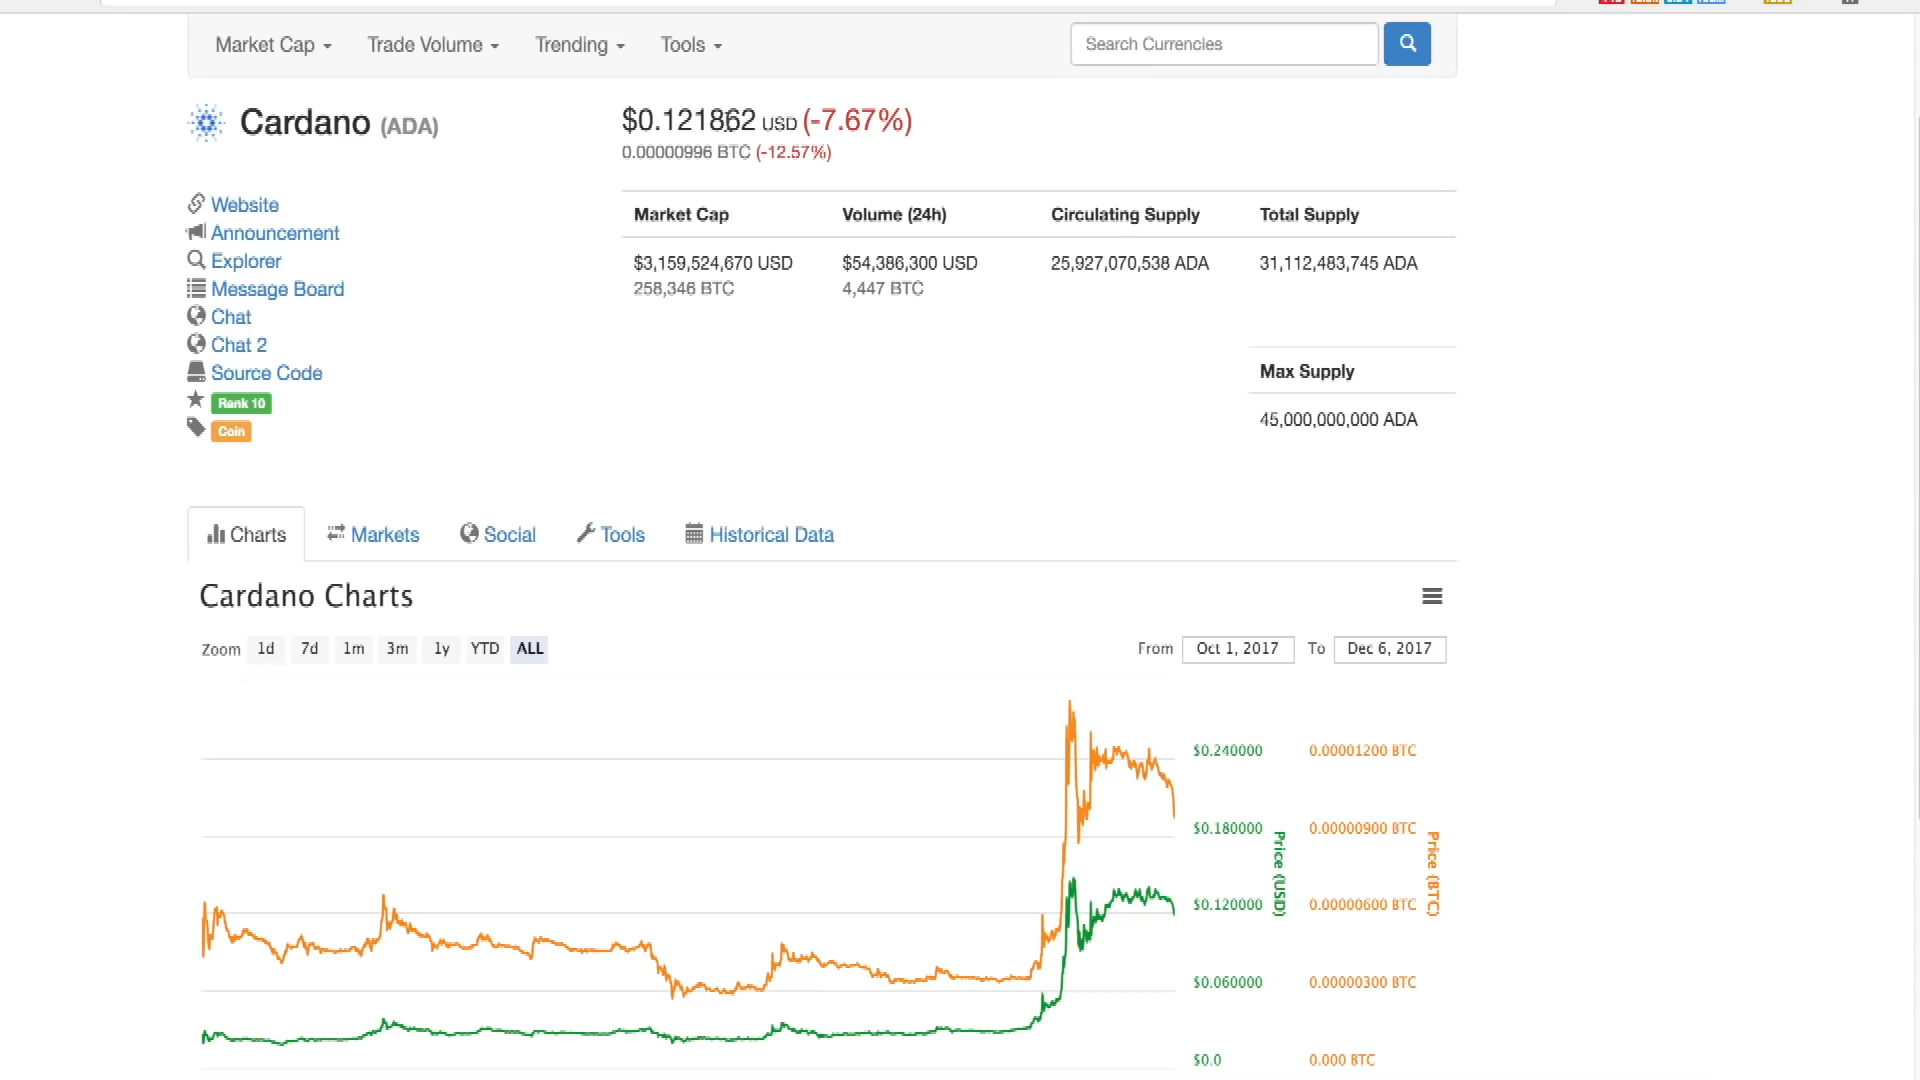 Market Cap Trade Volume Trending Tools Search Currencies
Cardano (ADA)
$0.121862 USD (-7.67%)
0.00000996 BTC (-12.57%)
Website
Announcement
Explorer
Message Board
Chat
Chat 2
Source Code
Rank 10
Coin
Market Cap Volume (24h) Circulating Supply Total Supply
$3,159,524,670 USD $54,386,300 USD 25,927,070,538 ADA 31,112,483,745 ADA
258,346 BTC 4,447 BTC
Max Supply
45,000,000,000 ADA
Charts Markets Social Tools Historical Data
Cardano Charts
Zoom 1d 7d 1m 3m 1y YTD ALL From Oct 1, 2017 To Dec 6, 2017
$0.240000 0.00001200 BTC
$0.180000 0.00000900 BTC
$0.120000 0.00000600 BTC
$0.060000 0.00000300 BTC
$0.0 0.000 BTC
Price (USD)
Price (BTC)